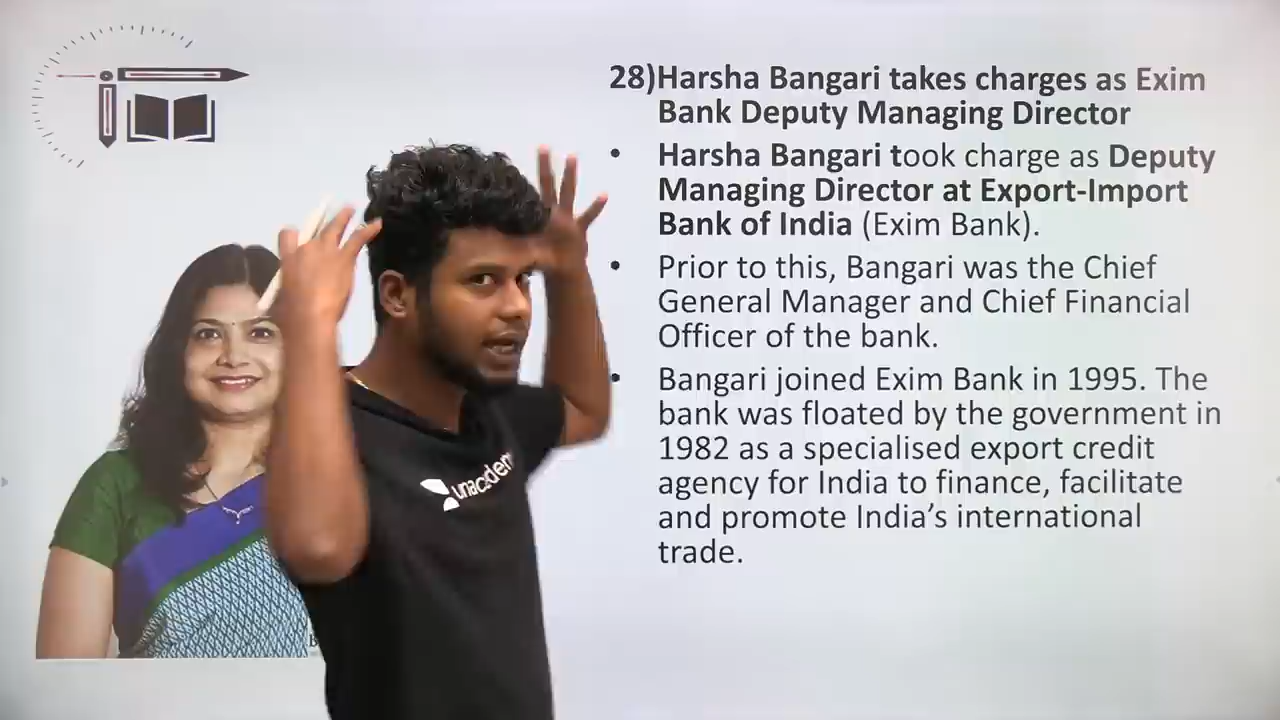 28)Harsha Bangari takes charges as Exim
Bank Deputy Managing Director
• Harsha Bangari took charge as Deputy
Managing Director at Export-Import
Bank of India (Exim Bank).
• Prior to this, Bangari was the Chief
General Manager and Chief Financial
Officer of the bank.
• Bangari joined Exim Bank in 1995. The
bank was floated by the government in
1982 as a specialised export credit
agency for India to finance, facilitate
and promote India’s international
trade.